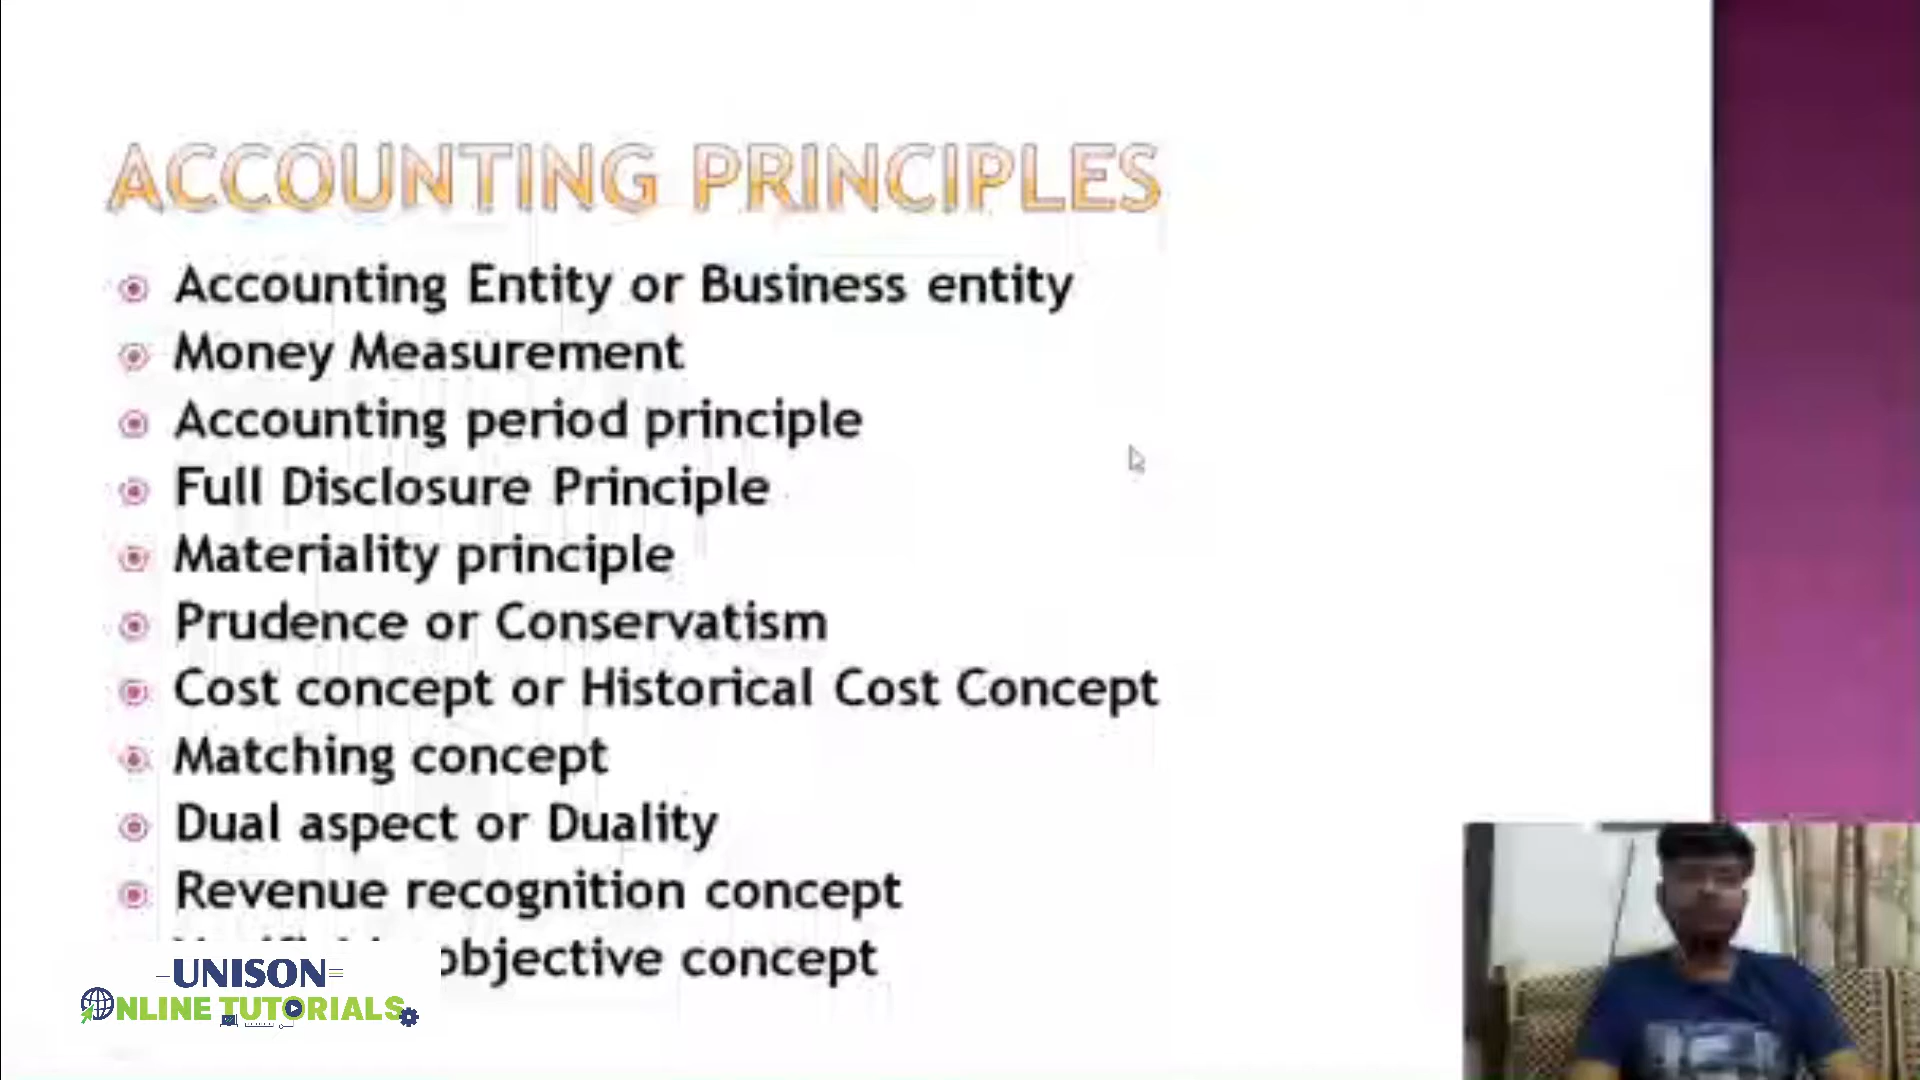 ACCOUNTING PRINCIPLES
Accounting Entity or Business entity
Money Measurement
Accounting period principle
Full Disclosure Principle
Materiality principle
Prudence or Conservatism
Cost concept or Historical Cost Concept
Matching concept
Dual aspect or Duality
Revenue recognition concept
objective concept
UNISON
ONLINE TUTORIALS